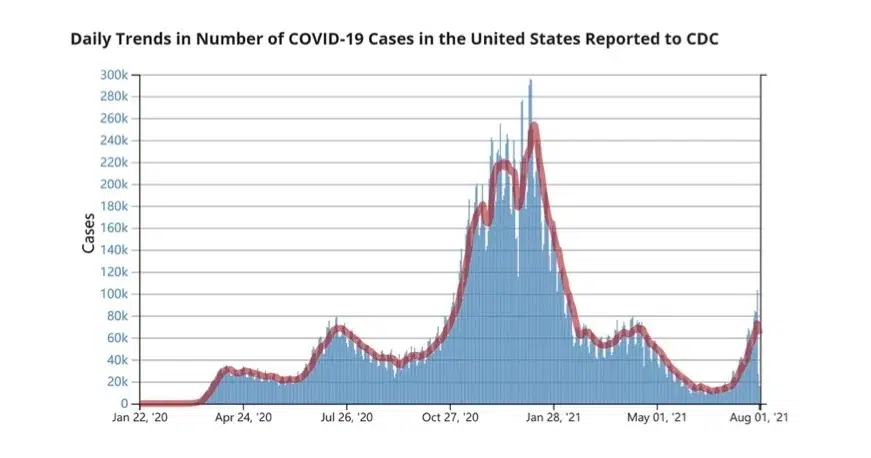 Daily Trends in Number of COVID-19 Cases in the United States Reported to CDC
300k
280k
260k
240k
220k
200k
180k
160k
140k
120k
100k
80k
60k
40k
20k
0
Cases
Jan 22, '20 Apr 24, '20 Jul 26, '20 Oct 27, '20 Jan 28, '21 May 01, '21 Aug 01, '21